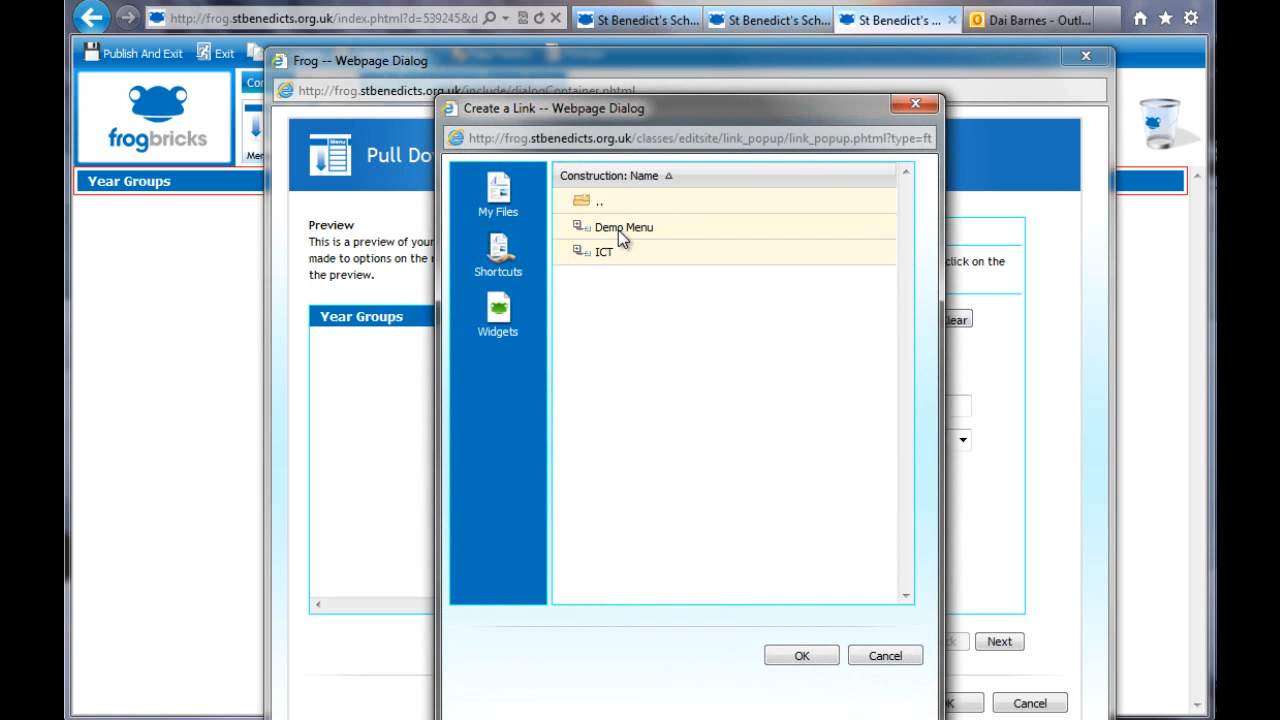 http://frog.stbenedicts.org.uk/index.phtml?d=539245&d
St Benedict's Sch...
St Benedict's Sch...
St Benedict's ...
Dai Barnes - Outl...
Publish And Exit
Exit
Frog -- Webpage Dialog
http://frog.stbenedicts.org.uk/include/dialogContainer.phtml
frogbricks
Co
Men
Year Groups
Create a Link -- Webpage Dialog
http://frog.stbenedicts.org.uk/classes/editsite/link_popup/link_popup.phtml?type=ft
Menu
Pull Do
Preview
This is a preview of your
made to options on the r
the preview.
Year Groups
My Files
Shortcuts
Widgets
Construction: Name
..
Demo Menu
ICT
click on the
lear
OK
Cancel
Next
K
Cancel